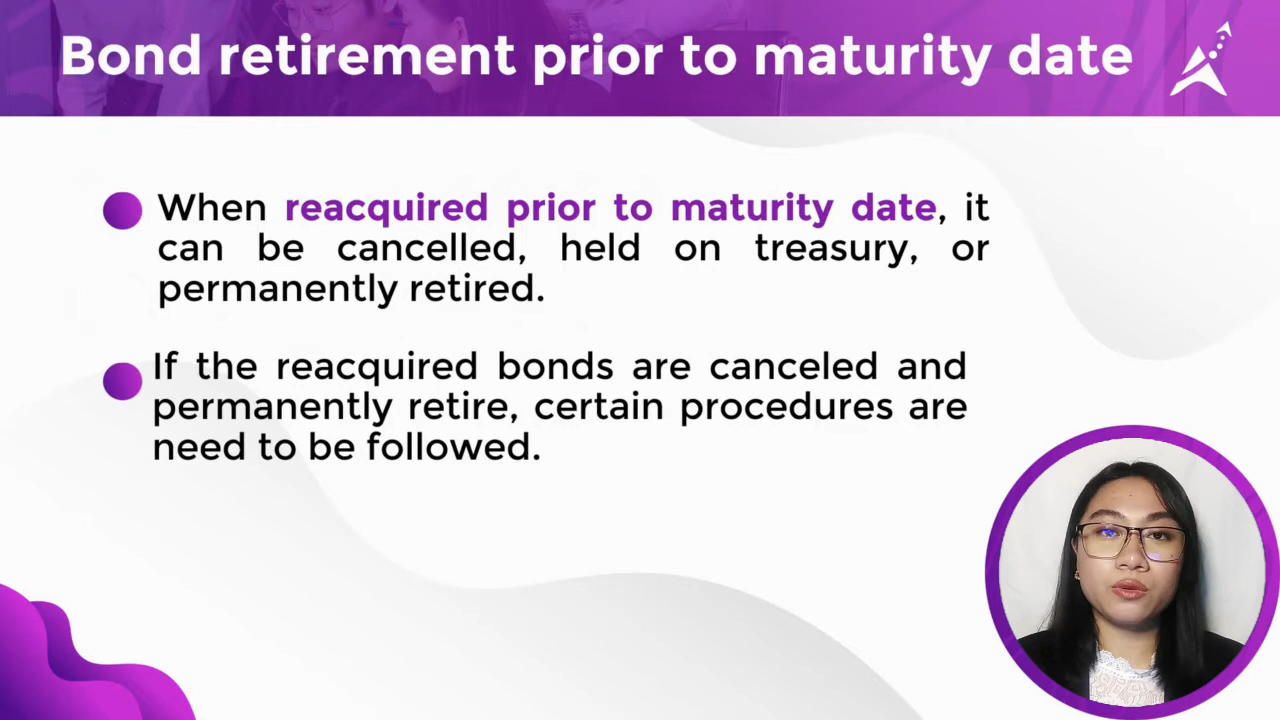 Bond retirement prior to maturity date
When reacquired prior to maturity date, it
can be cancelled, held on treasury, or
permanently retired.
If the reacquired bonds are canceled and
permanently retire, certain procedures are
need to be followed.